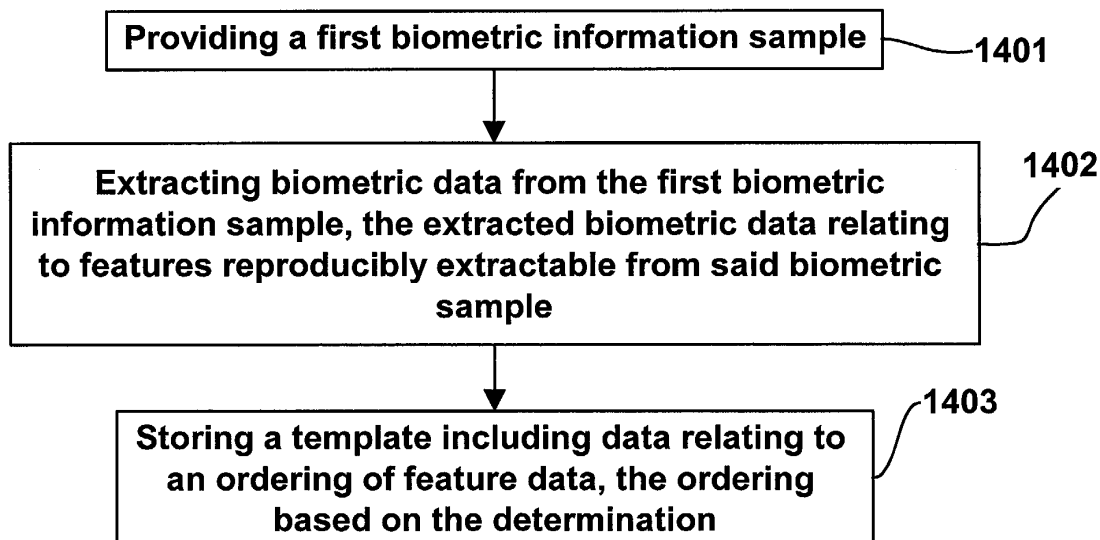 Providing a first biometric information sample
1401
Extracting biometric data from the first biometric
information sample, the extracted biometric data relating
to features reproducibly extractable from said biometric
sample
1402
Storing a template including data relating to
an ordering of feature data, the ordering
based on the determination
1403